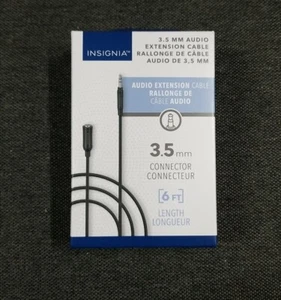 INSIGNIA™
3.5 MM AUDIO
EXTENSION CABLE
RALLONGE DE CÂBLE
AUDIO DE 3,5 MM
AUDIO EXTENSION CABLE
RALLONGE DE
CÂBLE AUDIO
3.5mm
CONNECTOR
CONNECTEUR
6 FT
LENGTH
LONGUEUR